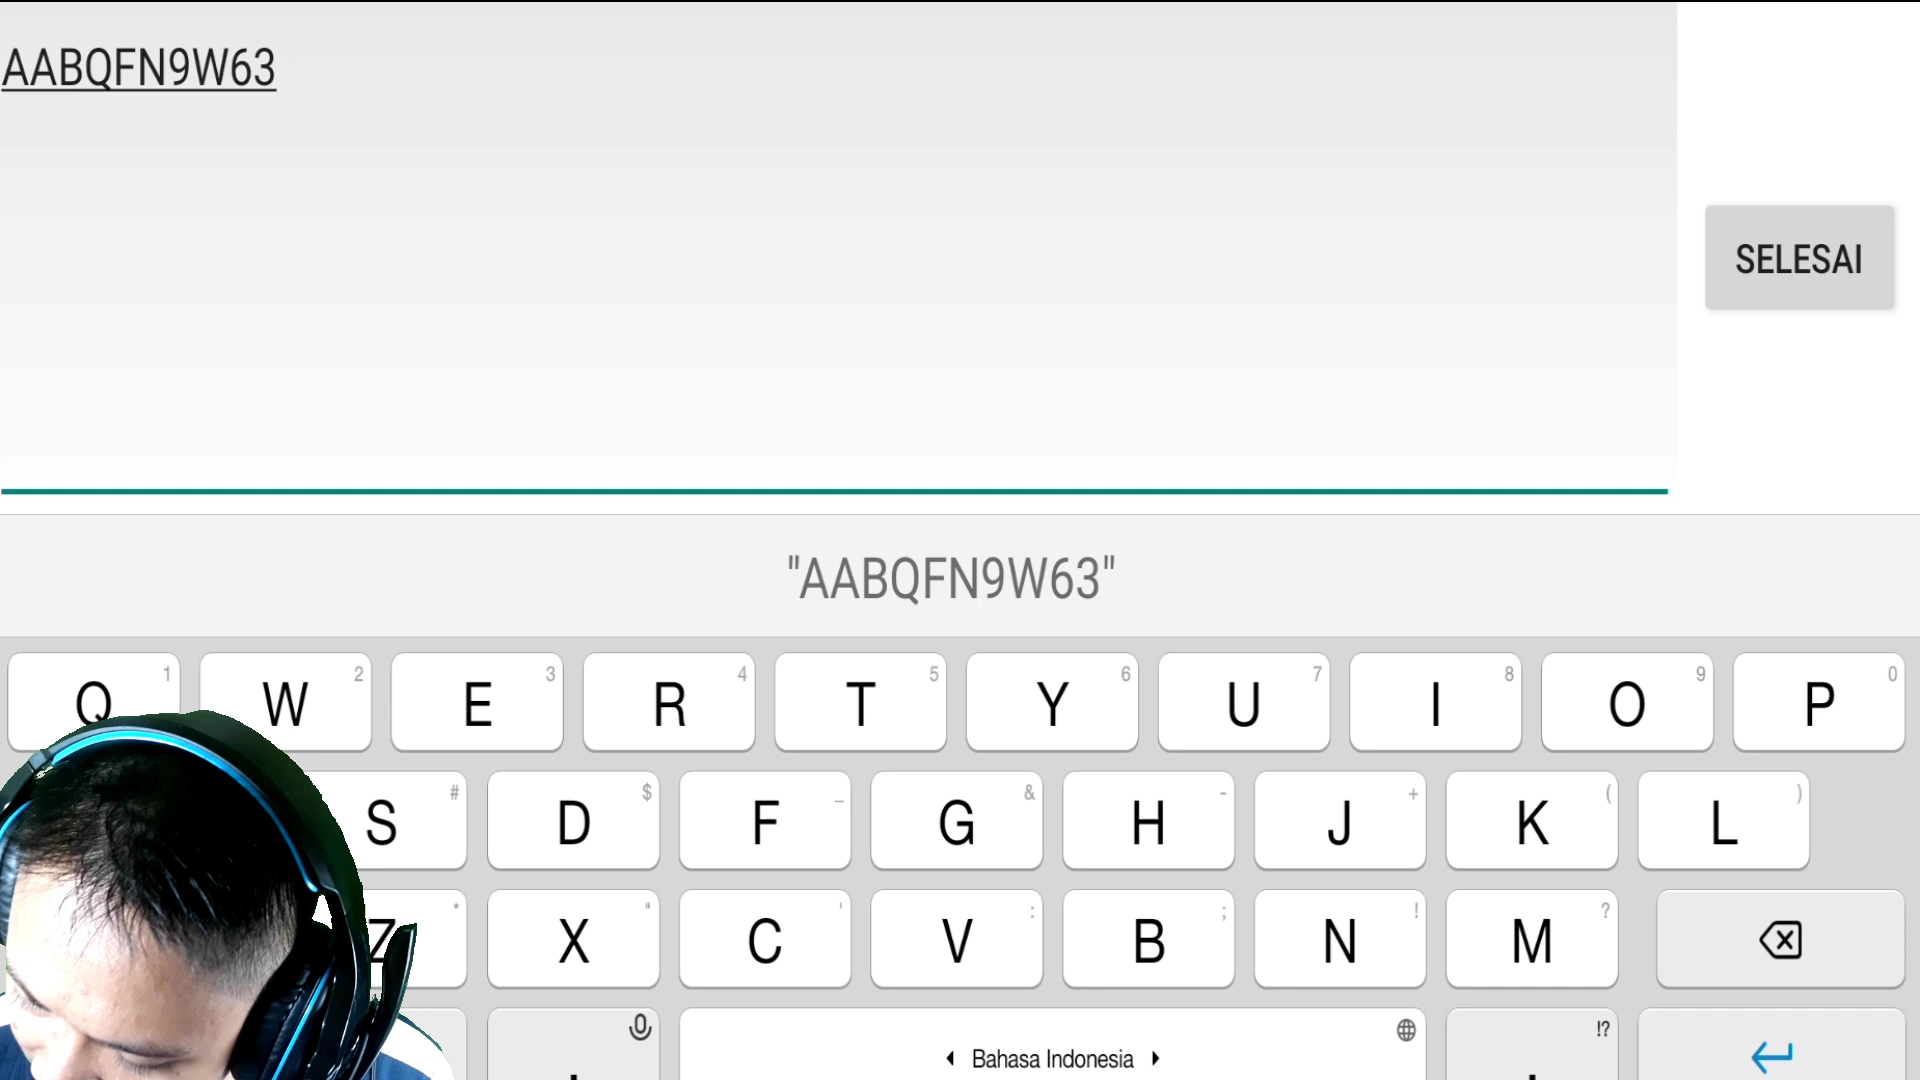 AABQFN9W63
SELESAI
"AABQFN9W63"
Q 1 W 2 E 3 R 4 T 5 Y 6 U 7 I 8 O 9 P 0
S # D $ F _ G & H - J + K ( L )
Z * X " C ' V : B ; N ! M ?
Bahasa Indonesia
!?